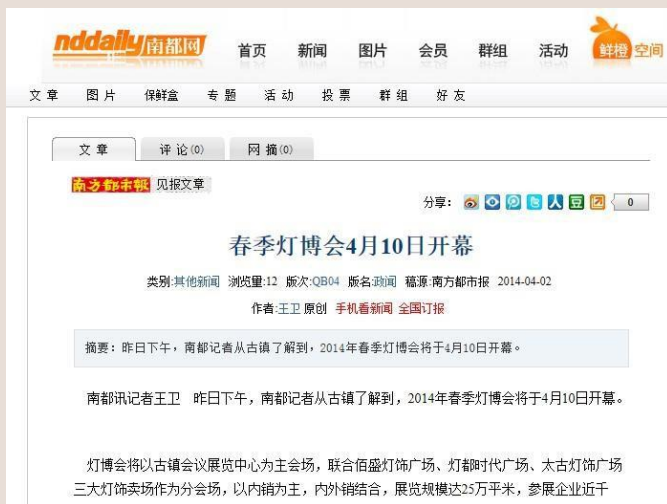 nddaily 南都网 首页 新闻 图片 会员 群组 活动 鲜橙 空间
文章 图片 保鲜盒 专题 活动 投票 群组 好友
文章 评论(0) 网摘(0)
南方都市报 见报文章
分享: 豆 0
春季灯博会4月10日开幕
类别:其他新闻 浏览量:12 版次:QB04 版名:政闻 稿源:南方都市报 2014-04-02
作者:王卫 原创 手机看新闻 全国订报
摘要：昨日下午，南都记者从古镇了解到，2014年春季灯博会将于4月10日开幕。
南都讯记者王卫 昨日下午，南都记者从古镇了解到，2014年春季灯博会将于4月10日开幕。
灯博会将以古镇会议展览中心为主会场，联合佰盛灯饰广场、灯都时代广场、太古灯饰广场
三大灯饰卖场作为分会场，以内销为主，内外销结合，展览规模达25万平米，参展企业近千